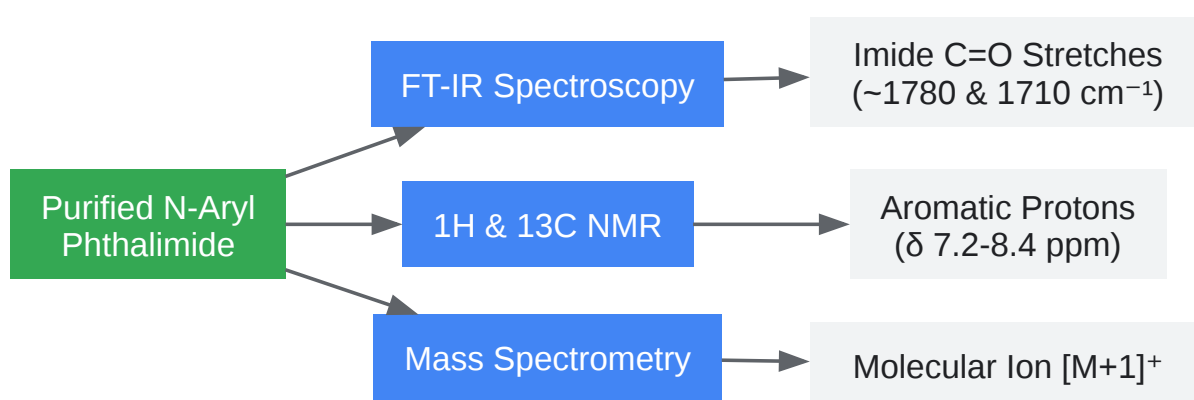 Purified N-Aryl
Phthalimide
FT-IR Spectroscopy
Imide C=O Stretches
(~1780 & 1710 cm⁻¹)
1H & 13C NMR
Aromatic Protons
(δ 7.2-8.4 ppm)
Mass Spectrometry
Molecular Ion [M+1]⁺